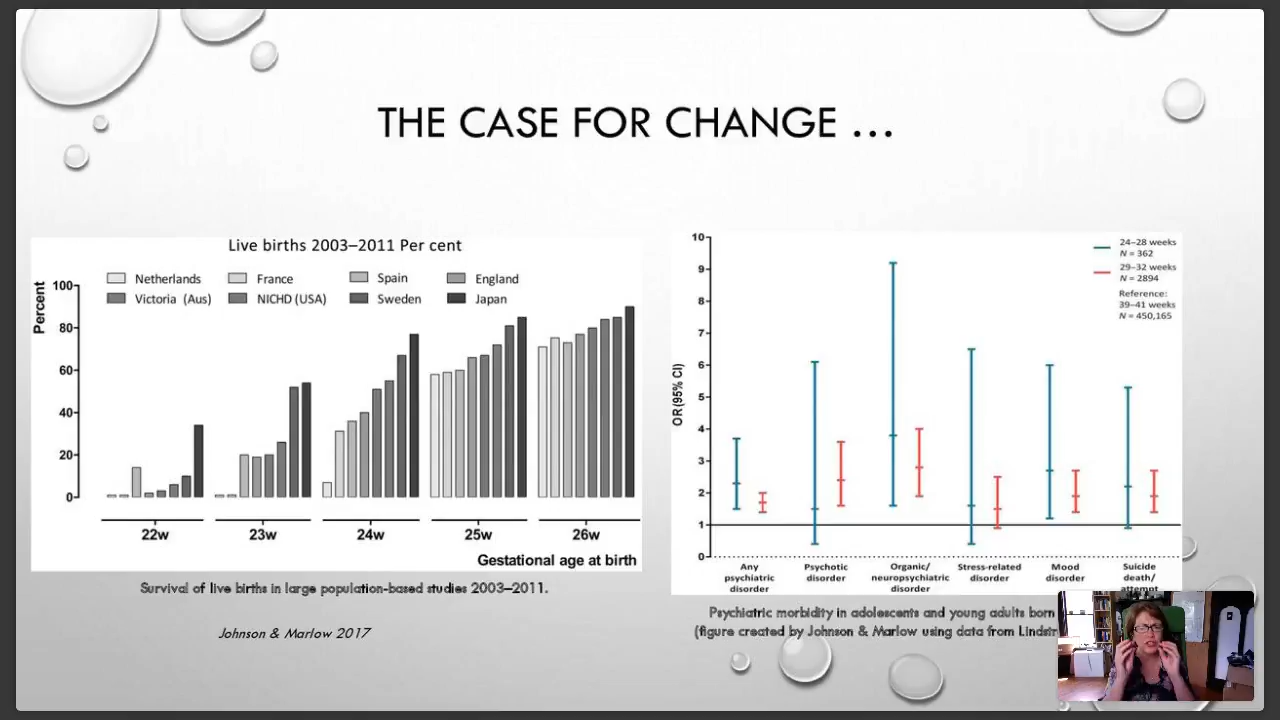 THE CASE FOR CHANGE ...
Live births 2003–2011 Per cent
Netherlands France Spain England
Victoria (Aus) NICHD (USA) Sweden Japan
Percent
100
80
60
40
20
0
22w 23w 24w 25w 26w
Gestational age at birth
Survival of live births in large population-based studies 2003–2011.
Johnson & Marlow 2017
10
9
8
7
6
5
4
3
2
1
0
OR (95% CI)
24–28 weeks
N = 362
29–32 weeks
N = 2894
Reference:
39–41 weeks
N = 450,165
Any psychiatric disorder
Psychotic disorder
Organic/ neuropsychiatric disorder
Stress-related disorder
Mood disorder
Suicide death/ attempt
Psychiatric morbidity in adolescents and young adults born
(figure created by Johnson & Marlow using data from